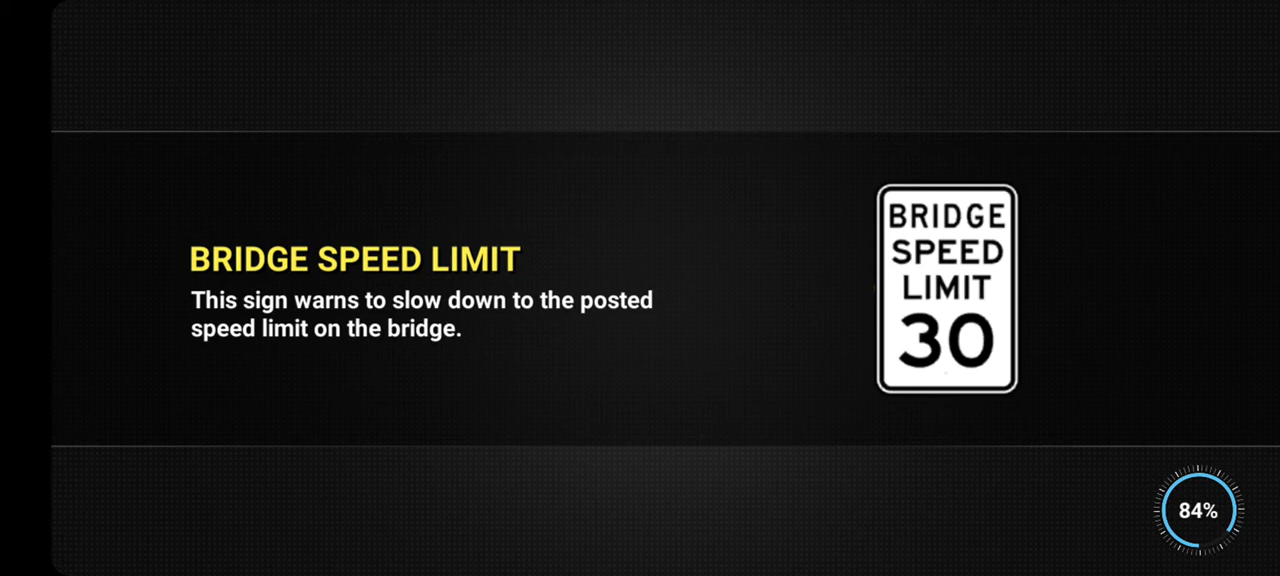 BRIDGE SPEED LIMIT
This sign warns to slow down to the posted
speed limit on the bridge.
BRIDGE
SPEED
LIMIT
30
84%